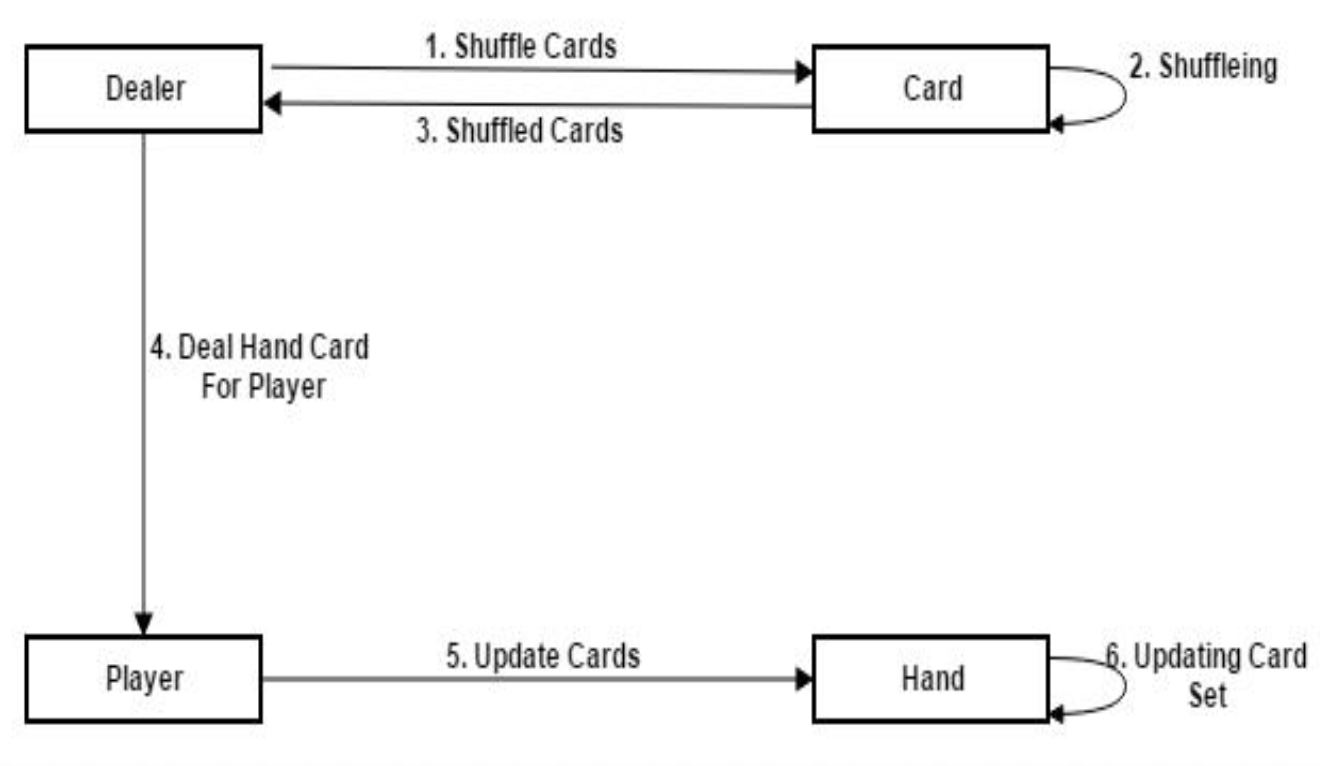 1. Shuffle Cards
Dealer
Card
2. Shuffleing
3. Shuffled Cards
4. Deal Hand Card
For Player
5. Update Cards
6. Updating Card
Set
Player
Hand